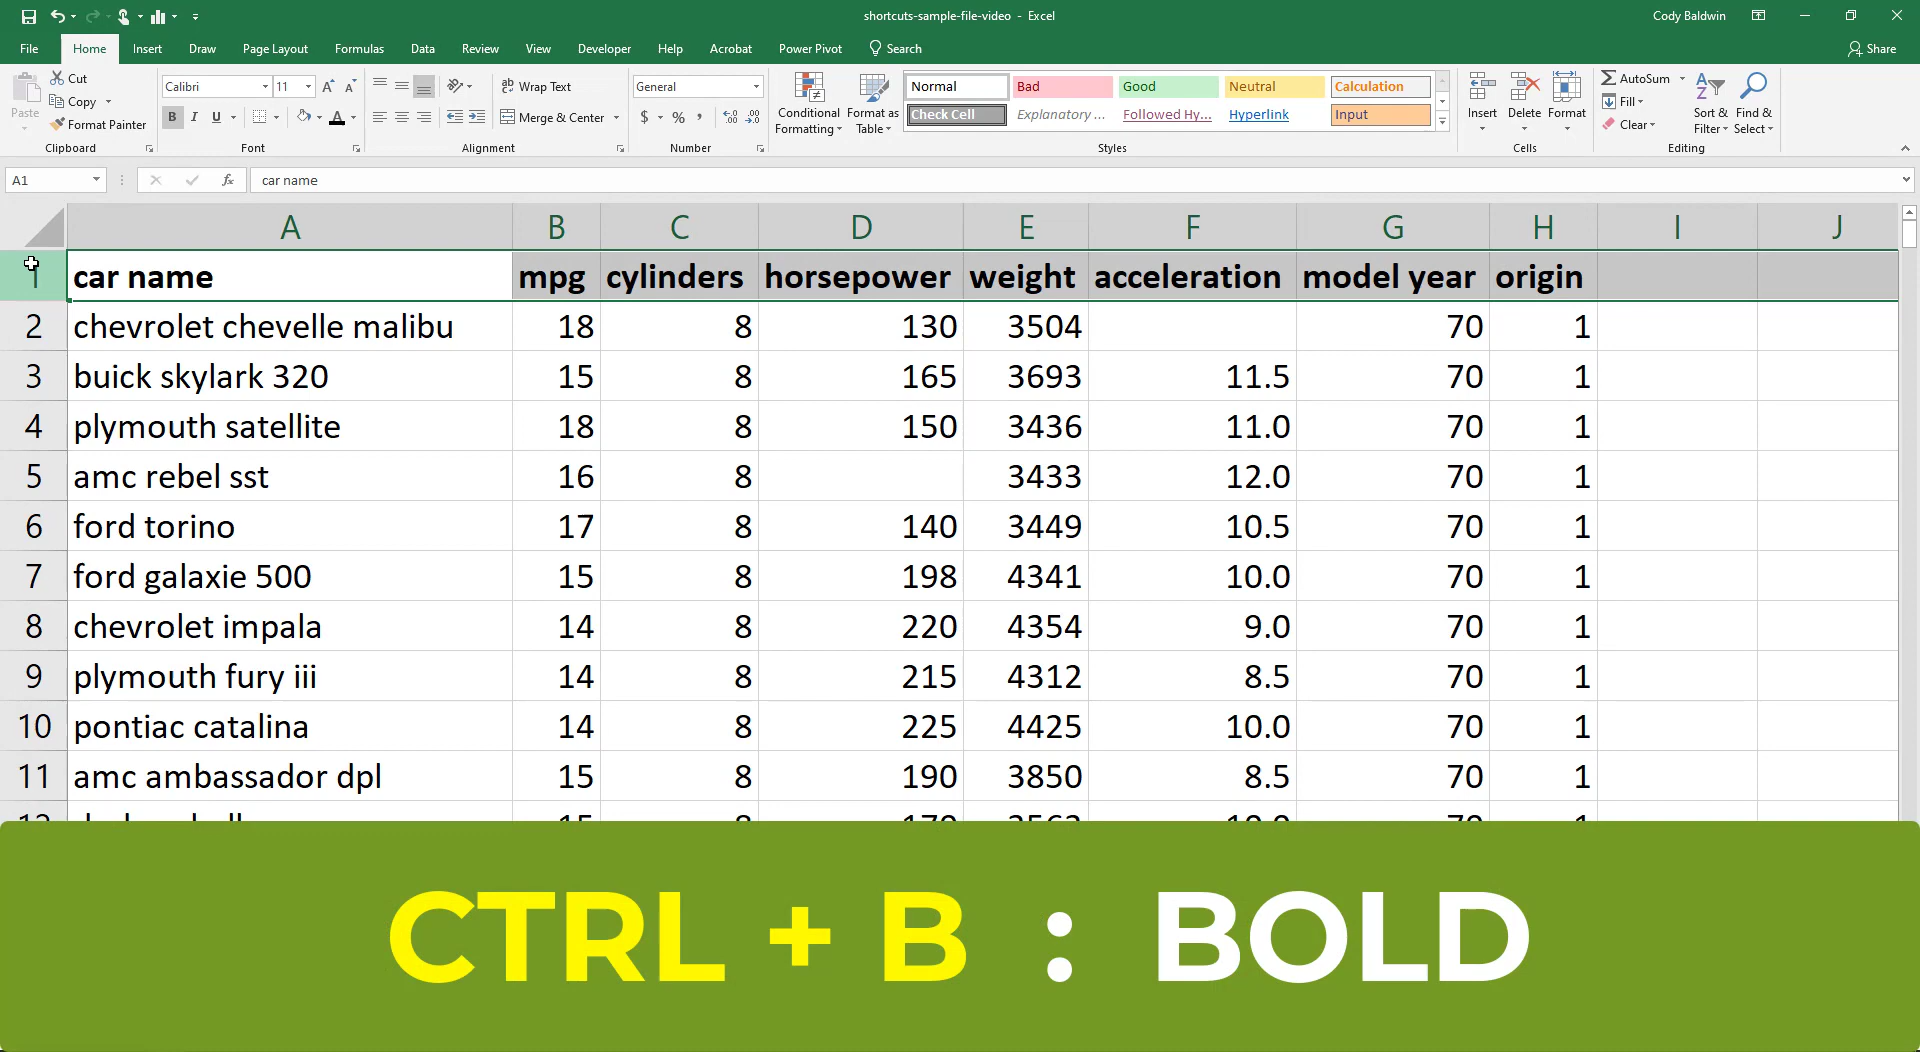 shortcuts-sample-file-video - Excel
Cody Baldwin
File Home Insert Draw Page Layout Formulas Data Review View Developer Help Acrobat Power Pivot Search Share
Paste
Cut
Copy
Format Painter
Clipboard
Calibri 11
B I U
Font
Wrap Text
Merge & Center
Alignment
General
$ % ,
Number
Conditional Formatting
Format as Table
Normal Bad Good Neutral Calculation
Check Cell Explanatory ... Followed Hy... Hyperlink Input
Styles
Insert Delete Format
Cells
AutoSum
Fill
Clear
Sort & Filter
Find & Select
Editing
A1 fx car name
A B C D E F G H I J
1 car name mpg cylinders horsepower weight acceleration model year origin
2 chevrolet chevelle malibu 18 8 130 3504 70 1
3 buick skylark 320 15 8 165 3693 11.5 70 1
4 plymouth satellite 18 8 150 3436 11.0 70 1
5 amc rebel sst 16 8 3433 12.0 70 1
6 ford torino 17 8 140 3449 10.5 70 1
7 ford galaxie 500 15 8 198 4341 10.0 70 1
8 chevrolet impala 14 8 220 4354 9.0 70 1
9 plymouth fury iii 14 8 215 4312 8.5 70 1
10 pontiac catalina 14 8 225 4425 10.0 70 1
11 amc ambassador dpl 15 8 190 3850 8.5 70 1
CTRL + B : BOLD